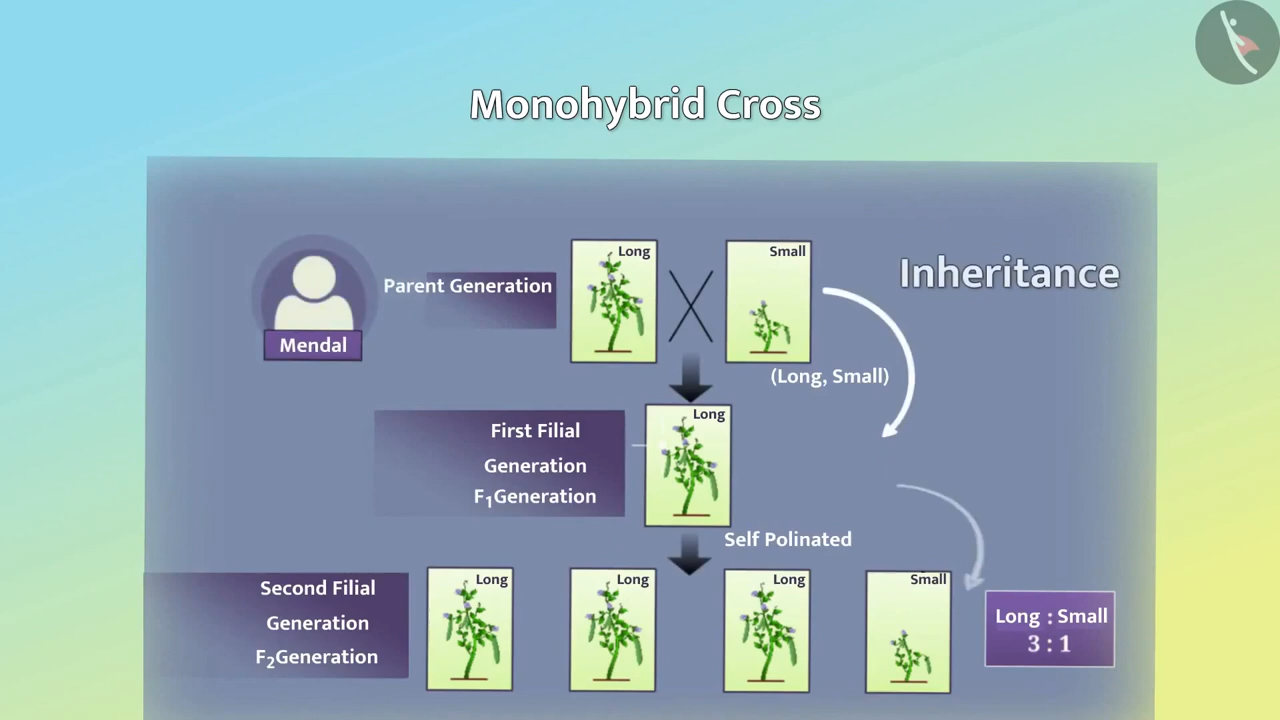 Monohybrid Cross
Inheritance
Long
Small
Parent Generation
Mendal
(Long, Small)
Long
First Filial
Generation
F₁Generation
Self Polinated
Second Filial
Generation
F₂Generation
Long
Long
Long
Small
Long : Small
3 : 1